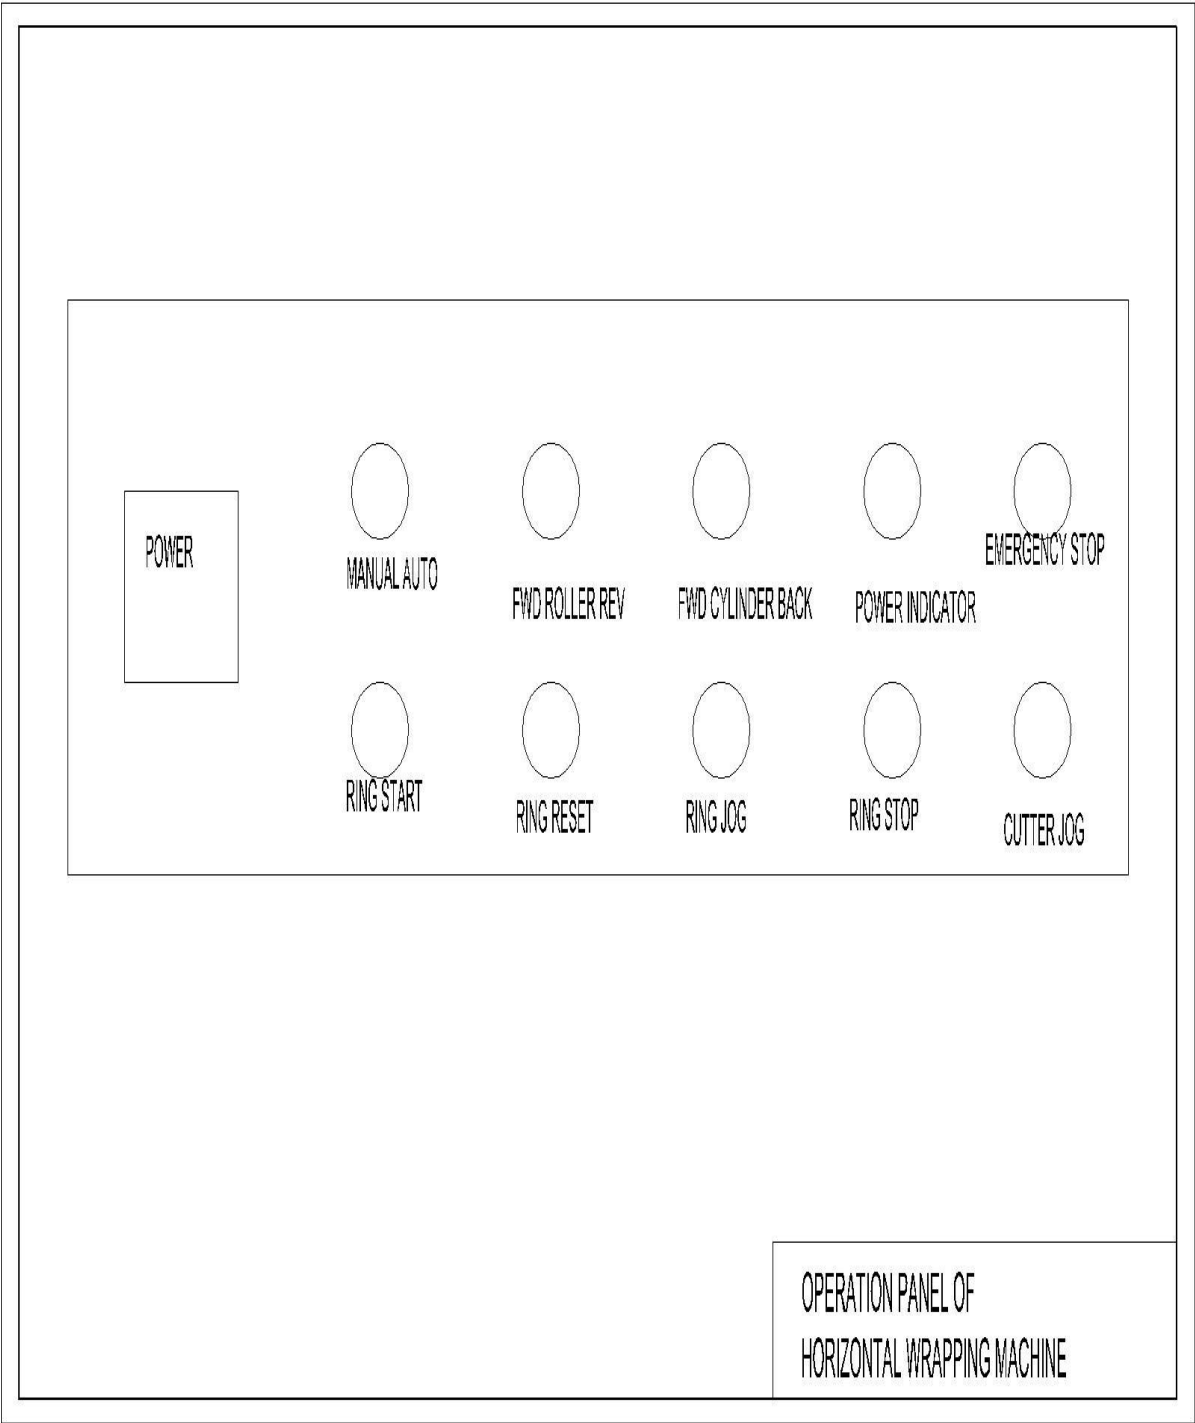 POWER
MANUAL AUTO
FWD ROLLER REV
FWD CYLINDER BACK
POWER INDICATOR
EMERGENCY STOP
RING START
RING RESET
RING JOG
RING STOP
CUTTER JOG
OPERATION PANEL OF
HORIZONTAL WRAPPING MACHINE